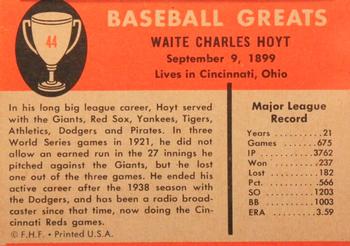 44
BASEBALL GREATS
WAITE CHARLES HOYT
September 9, 1899
Lives in Cincinnati, Ohio
In his long big league career, Hoyt served
with the Giants, Red Sox, Yankees, Tigers,
Athletics, Dodgers and Pirates. In three
World Series games in 1921, he did not
allow an earned run in the 27 innings he
pitched against the Giants, but he lost
one out of the three games. He ended his
active career after the 1938 season with
the Dodgers, and has been a radio broad-
caster since that time, now doing the Cin-
cinnati Reds games.
© F.H.F. • Printed U.S.A.
Major League
Record
Years .......... 21
Games ........ 675
IP ............ 3762
Won .......... 237
Lost .......... 182
Pct. .......... .566
SO .......... 1203
BB .......... 1003
ERA .......... 3.59